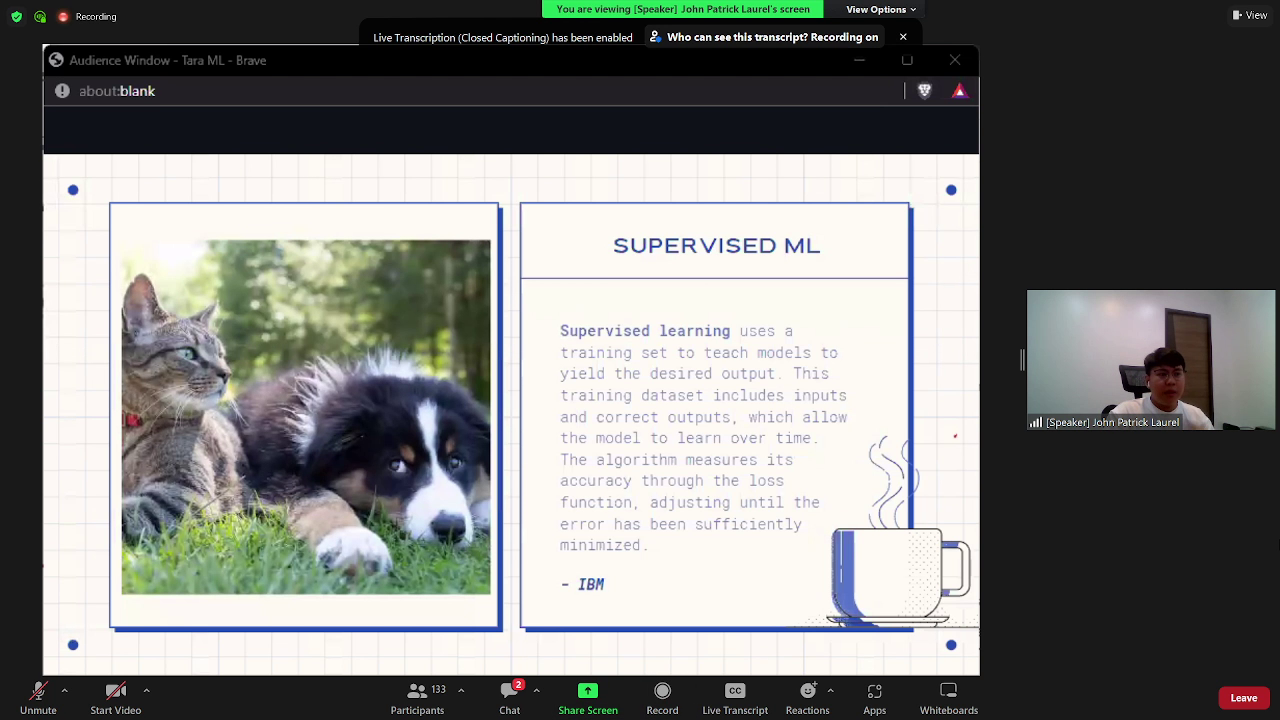 Recording
You are viewing [Speaker] John Patrick Laurel's screen
View Options
View
Live Transcription (Closed Captioning) has been enabled
Who can see this transcript? Recording on
Audience Window - Tara ML - Brave
about:blank
SUPERVISED ML
Supervised learning uses a
training set to teach models to
yield the desired output. This
training dataset includes inputs
and correct outputs, which allow
the model to learn over time.
The algorithm measures its
accuracy through the loss
function, adjusting until the
error has been sufficiently
minimized.
- IBM
[Speaker] John Patrick Laurel
Unmute
Start Video
Participants
133
Chat
2
Share Screen
Record
CC
Live Transcript
Reactions
Apps
Whiteboards
Leave